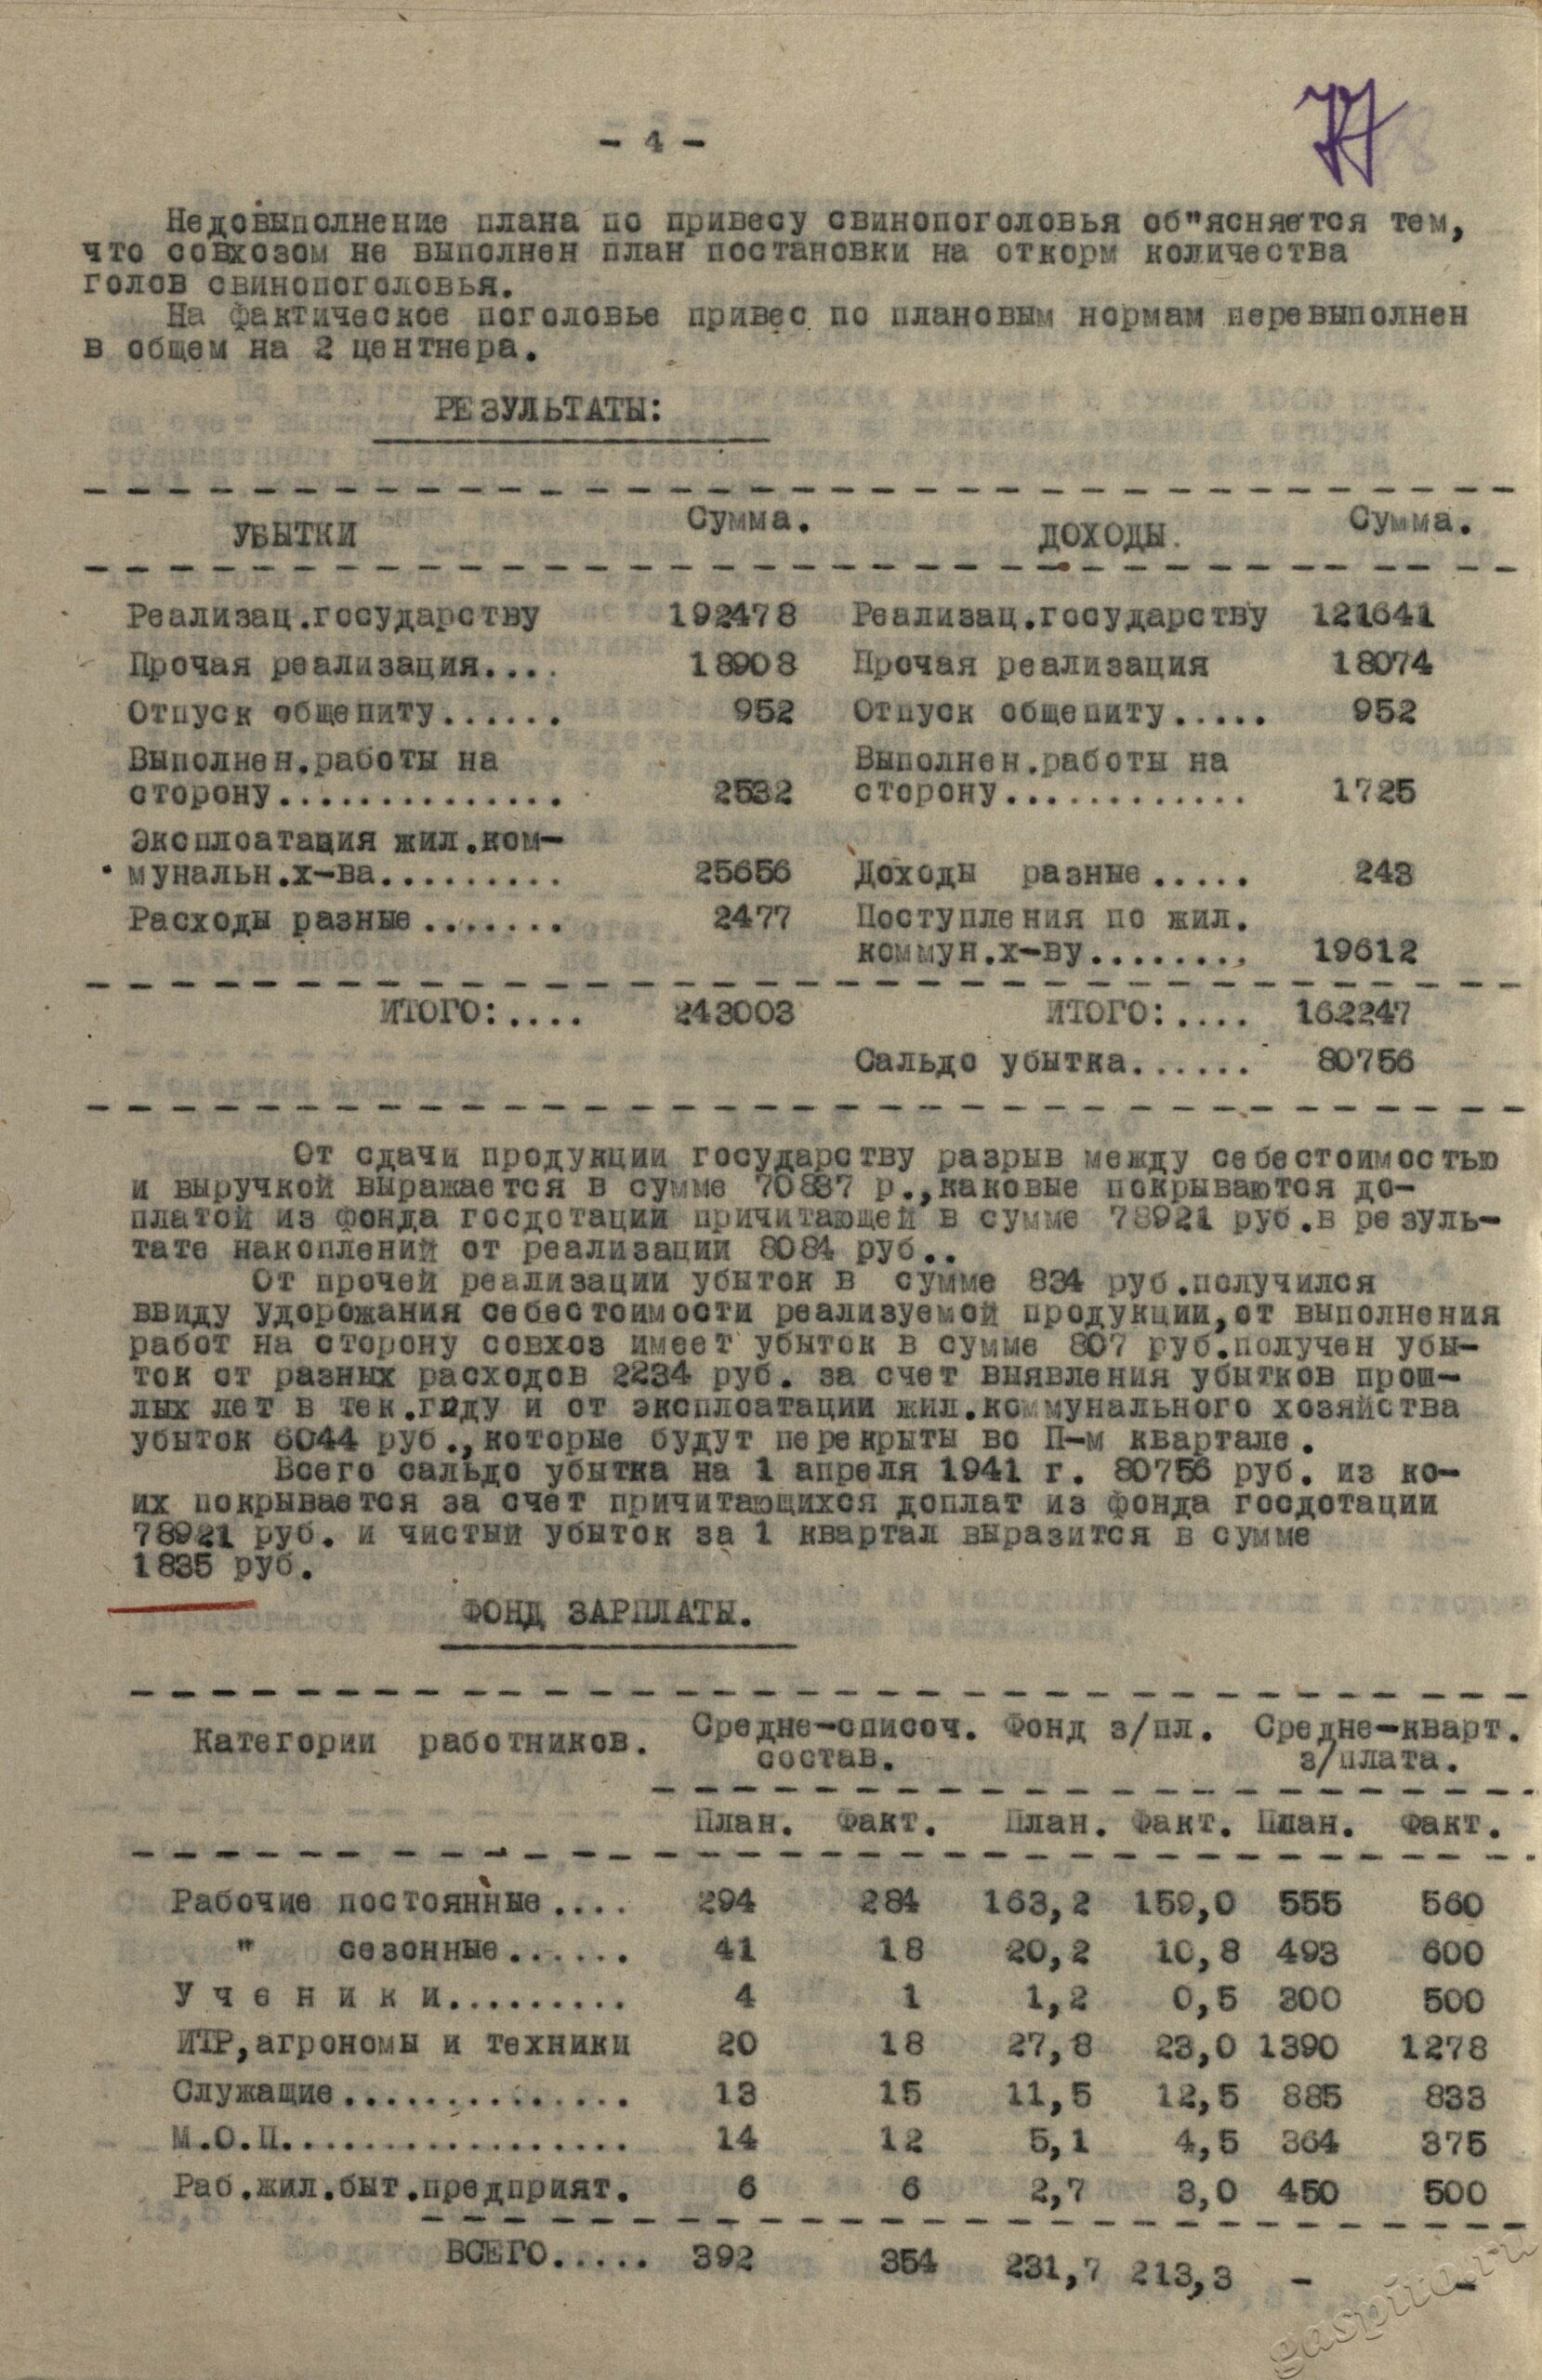 77
- 4 -
Недовыполнение плана по привесу свинопоголовья об"ясняется тем,
что совхозом не выполнен план постановки на откорм количества
голов свинопоголовья.
На фактическое поголовье привес по плановым нормам перевыполнен
в общем на 2 центнера.
РЕЗУЛЬТАТЫ:
УБЫТКИ Сумма. ДОХОДЫ. Сумма.
Реализац.государству 192478 Реализац.государству 121641
Прочая реализация.... 18908 Прочая реализация 18074
Отпуск общепиту...... 952 Отпуск общепиту..... 952
Выполнен.работы на Выполнен.работы на
сторону.............. 2532 сторону............ 1725
Эксплоатация жил.ком-
мунальн.х-ва......... 25656 Доходы разные..... 243
Расходы разные....... 2477 Поступления по жил.
коммун.х-ву........ 19612
ИТОГО:.... 243003 ИТОГО:.... 162247
Сальдо убытка...... 80756
От сдачи продукции государству разрыв между себестоимостью
и выручкой выражается в сумме 70837 р.,каковые покрываются до-
платой из фонда госдотации причитающей в сумме 78921 руб.в резуль-
тате накоплений от реализации 8084 руб..
От прочей реализации убыток в сумме 834 руб.получился
ввиду удорожания себестоимости реализуемой продукции,от выполнения
работ на сторону совхоз имеет убыток в сумме 807 руб.получен убы-
ток от разных расходов 2234 руб. за счет выявления убытков прош-
лых лет в тек.году и от эксплоатации жил.коммунального хозяйства
убыток 6044 руб.,которые будут перекрыты во П-м квартале.
Всего сальдо убытка на 1 апреля 1941 г. 80756 руб. из ко-
их покрывается за счет причитающихся доплат из фонда госдотации
78921 руб. и чистый убыток за 1 квартал выразится в сумме
1835 руб.
ФОНД ЗАРПЛАТЫ.
Категории работников. Средне-списоч. Фонд з/пл. Средне-кварт.
состав. з/плата.
План. Факт. План. Факт. План. Факт.
Рабочие постоянные.... 294 284 163,2 159,0 555 560
" сезонные...... 41 18 20,2 10,8 493 600
У ч е н и к и......... 4 1 1,2 0,5 300 500
ИТР,агрономы и техники 20 18 27,8 23,0 1390 1278
Служащие.............. 13 15 11,5 12,5 885 833
М.О.П................. 14 12 5,1 4,5 364 375
Раб.жил.быт.предприят. 6 6 2,7 3,0 450 500
ВСЕГО..... 392 354 231,7 213,3 - -
gaspito.ru